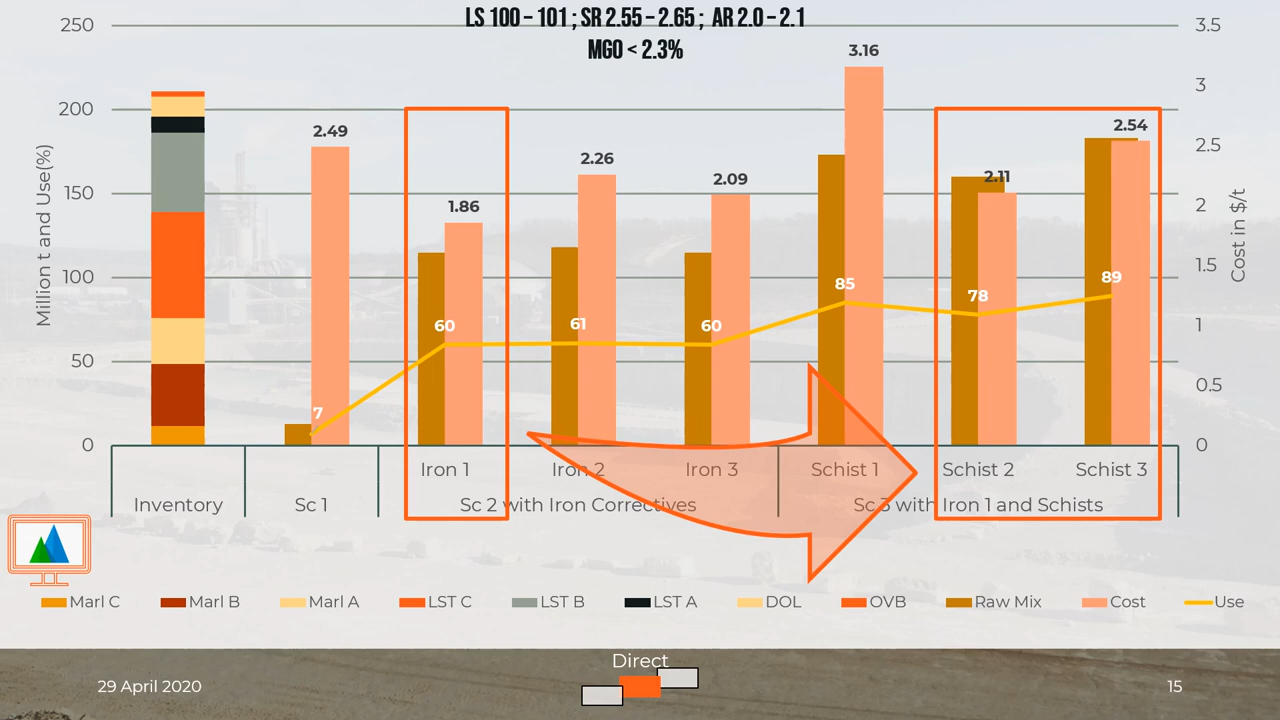 LS 100 – 101 ; SR 2.55 – 2.65 ; AR 2.0 – 2.1
MGO < 2.3%
Million t and Use(%)
250
200
150
100
50
0
3.5
3
2.5
2
1.5
1
0.5
0
Cost in $/t
2.49
1.86
2.26
2.09
3.16
2.11
2.54
7
60
61
60
85
78
89
Iron 1
Iron 2
Iron 3
Schist 1
Schist 2
Schist 3
Inventory
Sc 1
Sc 2 with Iron Correctives
Sc 3 with Iron 1 and Schists
Marl C
Marl B
Marl A
LST C
LST B
LST A
DOL
OVB
Raw Mix
Cost
Use
Direct
29 April 2020
15